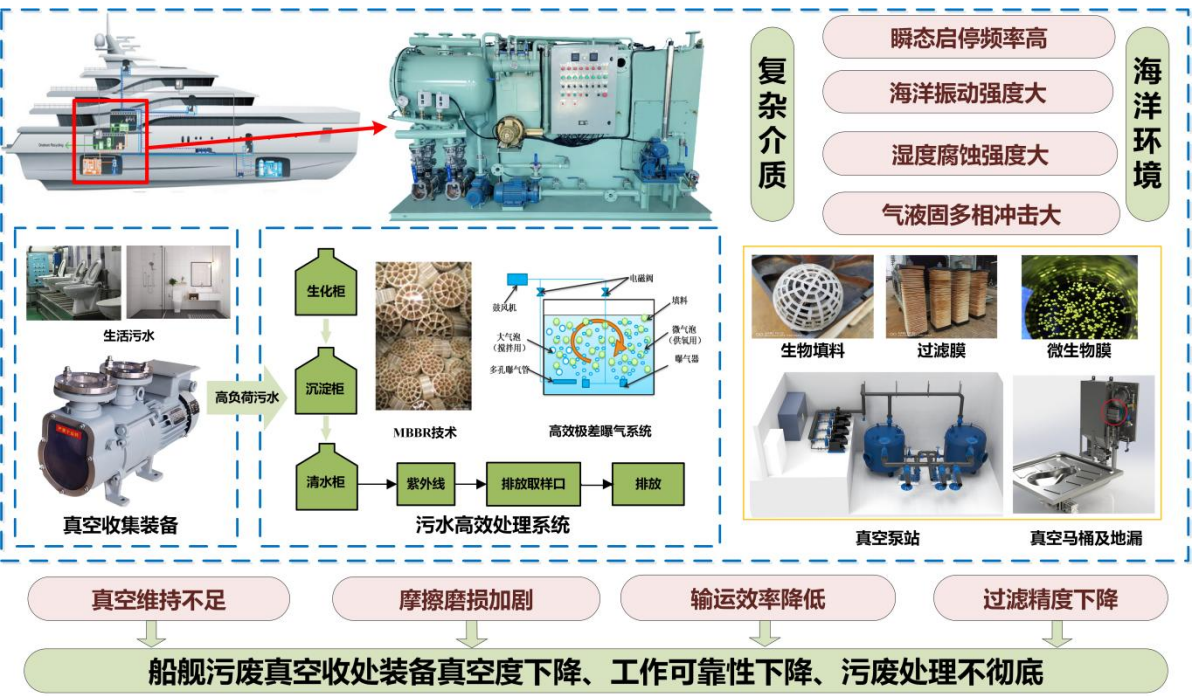 复杂介质
瞬态启停频率高
海洋振动强度大
湿度腐蚀强度大
气液固多相冲击大
海洋环境
生活污水
真空收集装备
高负荷污水
生化柜
沉淀柜
清水柜
紫外线
排放取样口
排放
MBBR技术
鼓风机
电磁阀
填料
大气泡
(搅拌用)
微气泡
(供氧用)
多孔曝气管
曝气器
高效极差曝气系统
污水高效处理系统
生物填料
过滤膜
微生物膜
真空泵站
真空马桶及地漏
真空维持不足
摩擦磨损加剧
输运效率降低
过滤精度下降
船舰污废真空收处装备真空度下降、工作可靠性下降、污废处理不彻底